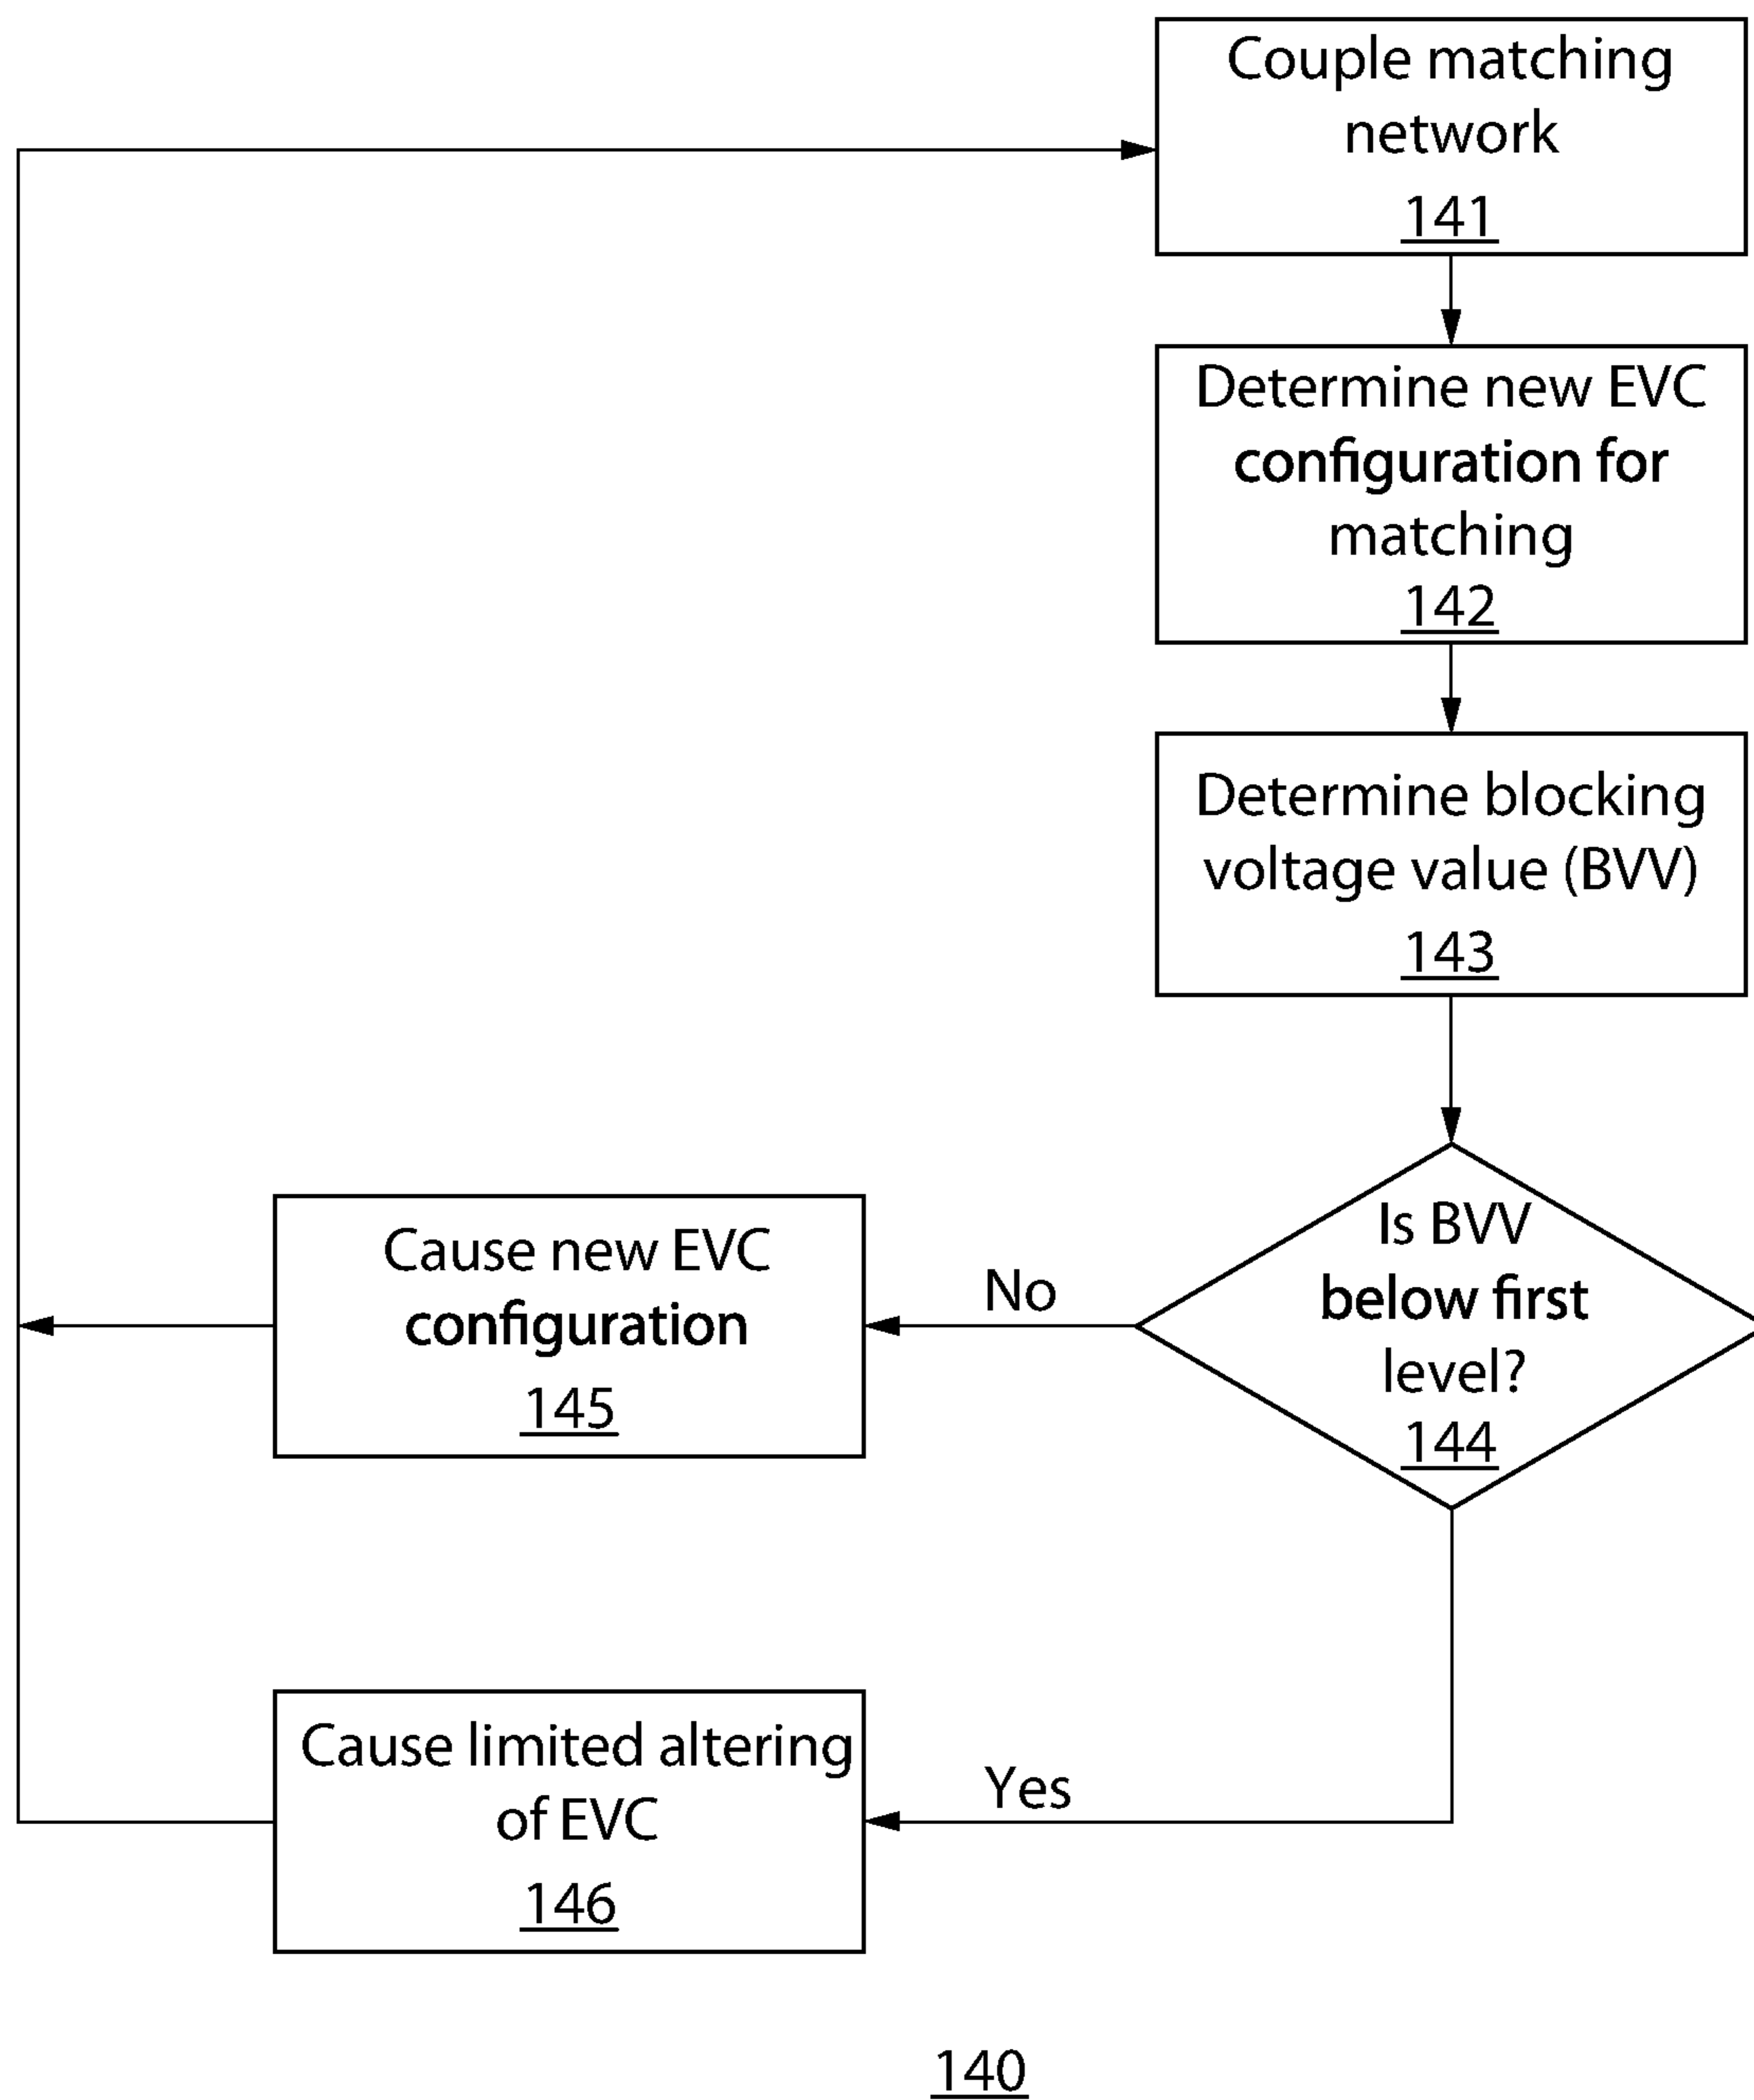 Couple matching
network
141
Determine new EVC
configuration for
matching
142
Determine blocking
voltage value (BVV)
143
Is BVV
below first
level?
144
No
Cause new EVC
configuration
145
Yes
Cause limited altering
of EVC
146
140